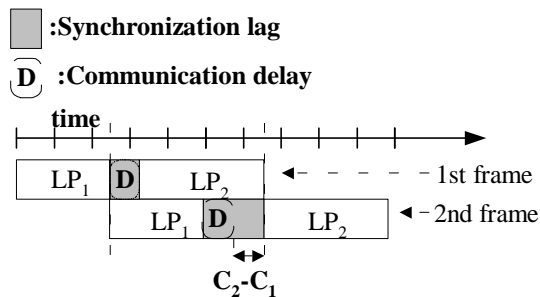 :Synchronization lag
D :Communication delay
time
LP₁ D LP₂ 1st frame
LP₁ D LP₂ 2nd frame
C₂-C₁